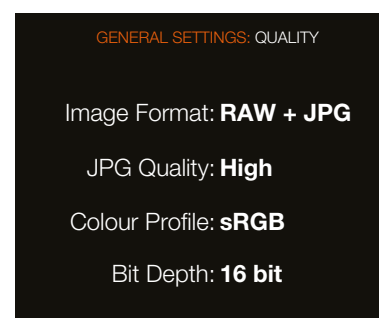 GENERAL SETTINGS: QUALITY
Image Format: RAW + JPG
JPG Quality: High
Colour Profile: sRGB
Bit Depth: 16 bit